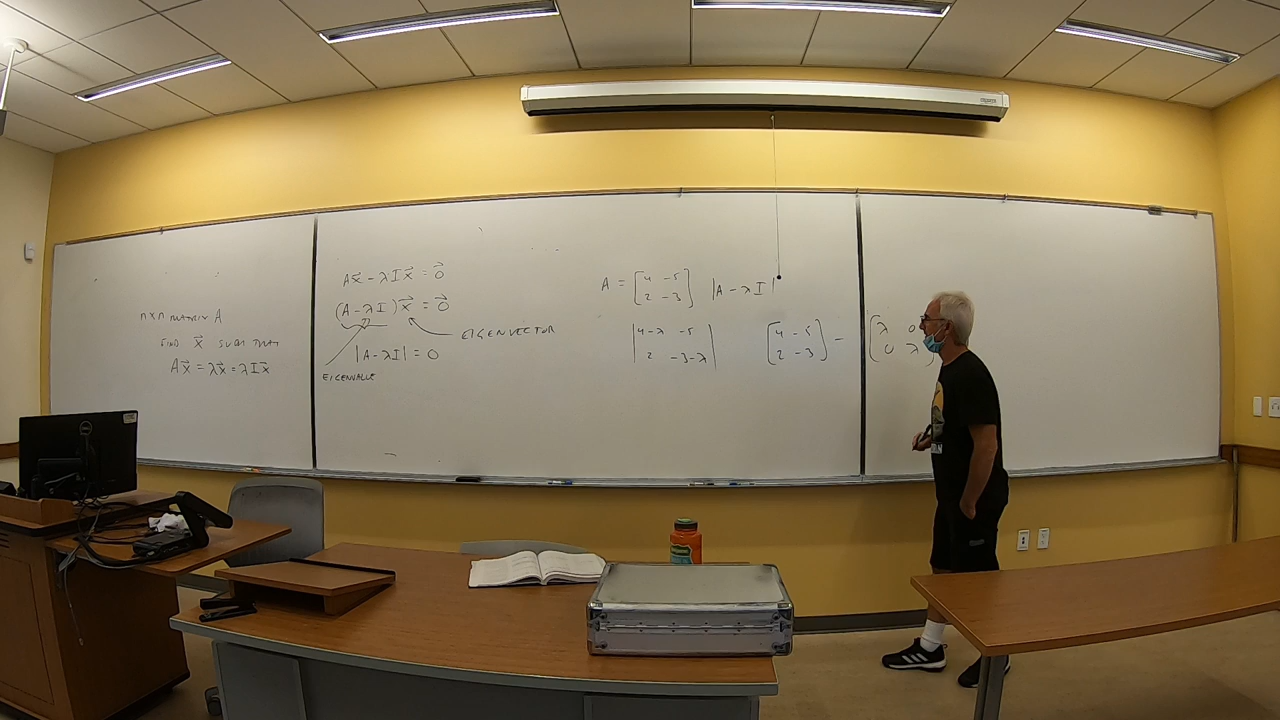 n×n MATRIX A
FIND x⃗ SUCH THAT
Ax⃗ = λx⃗ = λIx⃗
Ax⃗ - λIx⃗ = 0⃗
(A - λI)x⃗ = 0⃗
EIGENVECTOR
|A - λI| = 0
EIGENVALUE
A = [4 -5
2 -3] |A - λI|
|4-λ -5
2 -3-λ|
[4 -5
2 -3] - [λ 0
0 λ]
DELL